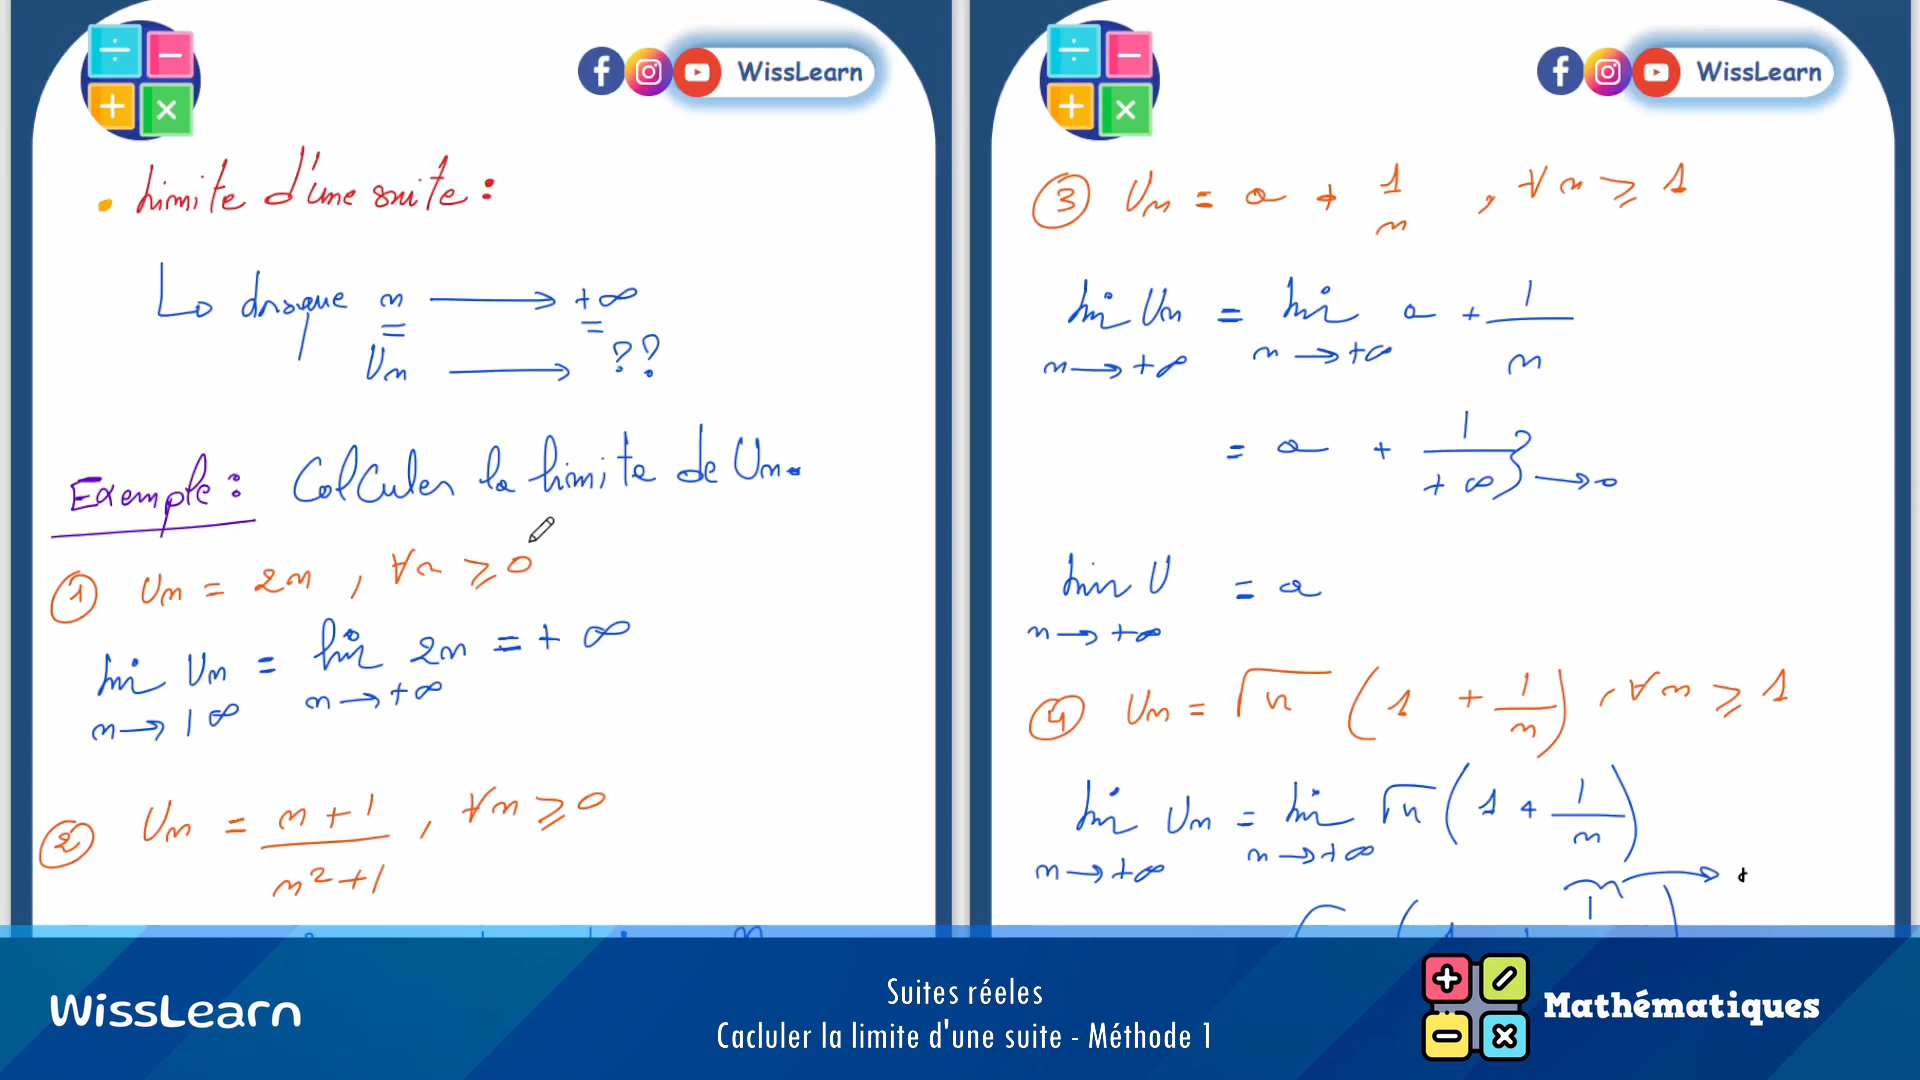 WissLearn
• Limite d'une suite :
↳ Lorsque n ⟶ +∞
Un ⟶ ??
Exemple : Calculer la limite de Un.
① Un = 2n , ∀n ≥ 0
lim Un = lim 2n = + ∞
n → +∞ n → +∞
② Un = n + 1 / n² + 1 , ∀n ≥ 0
WissLearn
③ Un = a + 1/n , ∀n ≥ 1
lim Un = lim a + 1/n
n → +∞ n → +∞
= a + 1/+∞ } → 0
lim U = a
n → +∞
④ Un = √n ( 1 + 1/n ) , ∀n ≥ 1
lim Un = lim √n ( 1 + 1/n )
n → +∞ n → +∞
WissLearn
Suites réeles
Cacluler la limite d'une suite - Méthode 1
Mathématiques